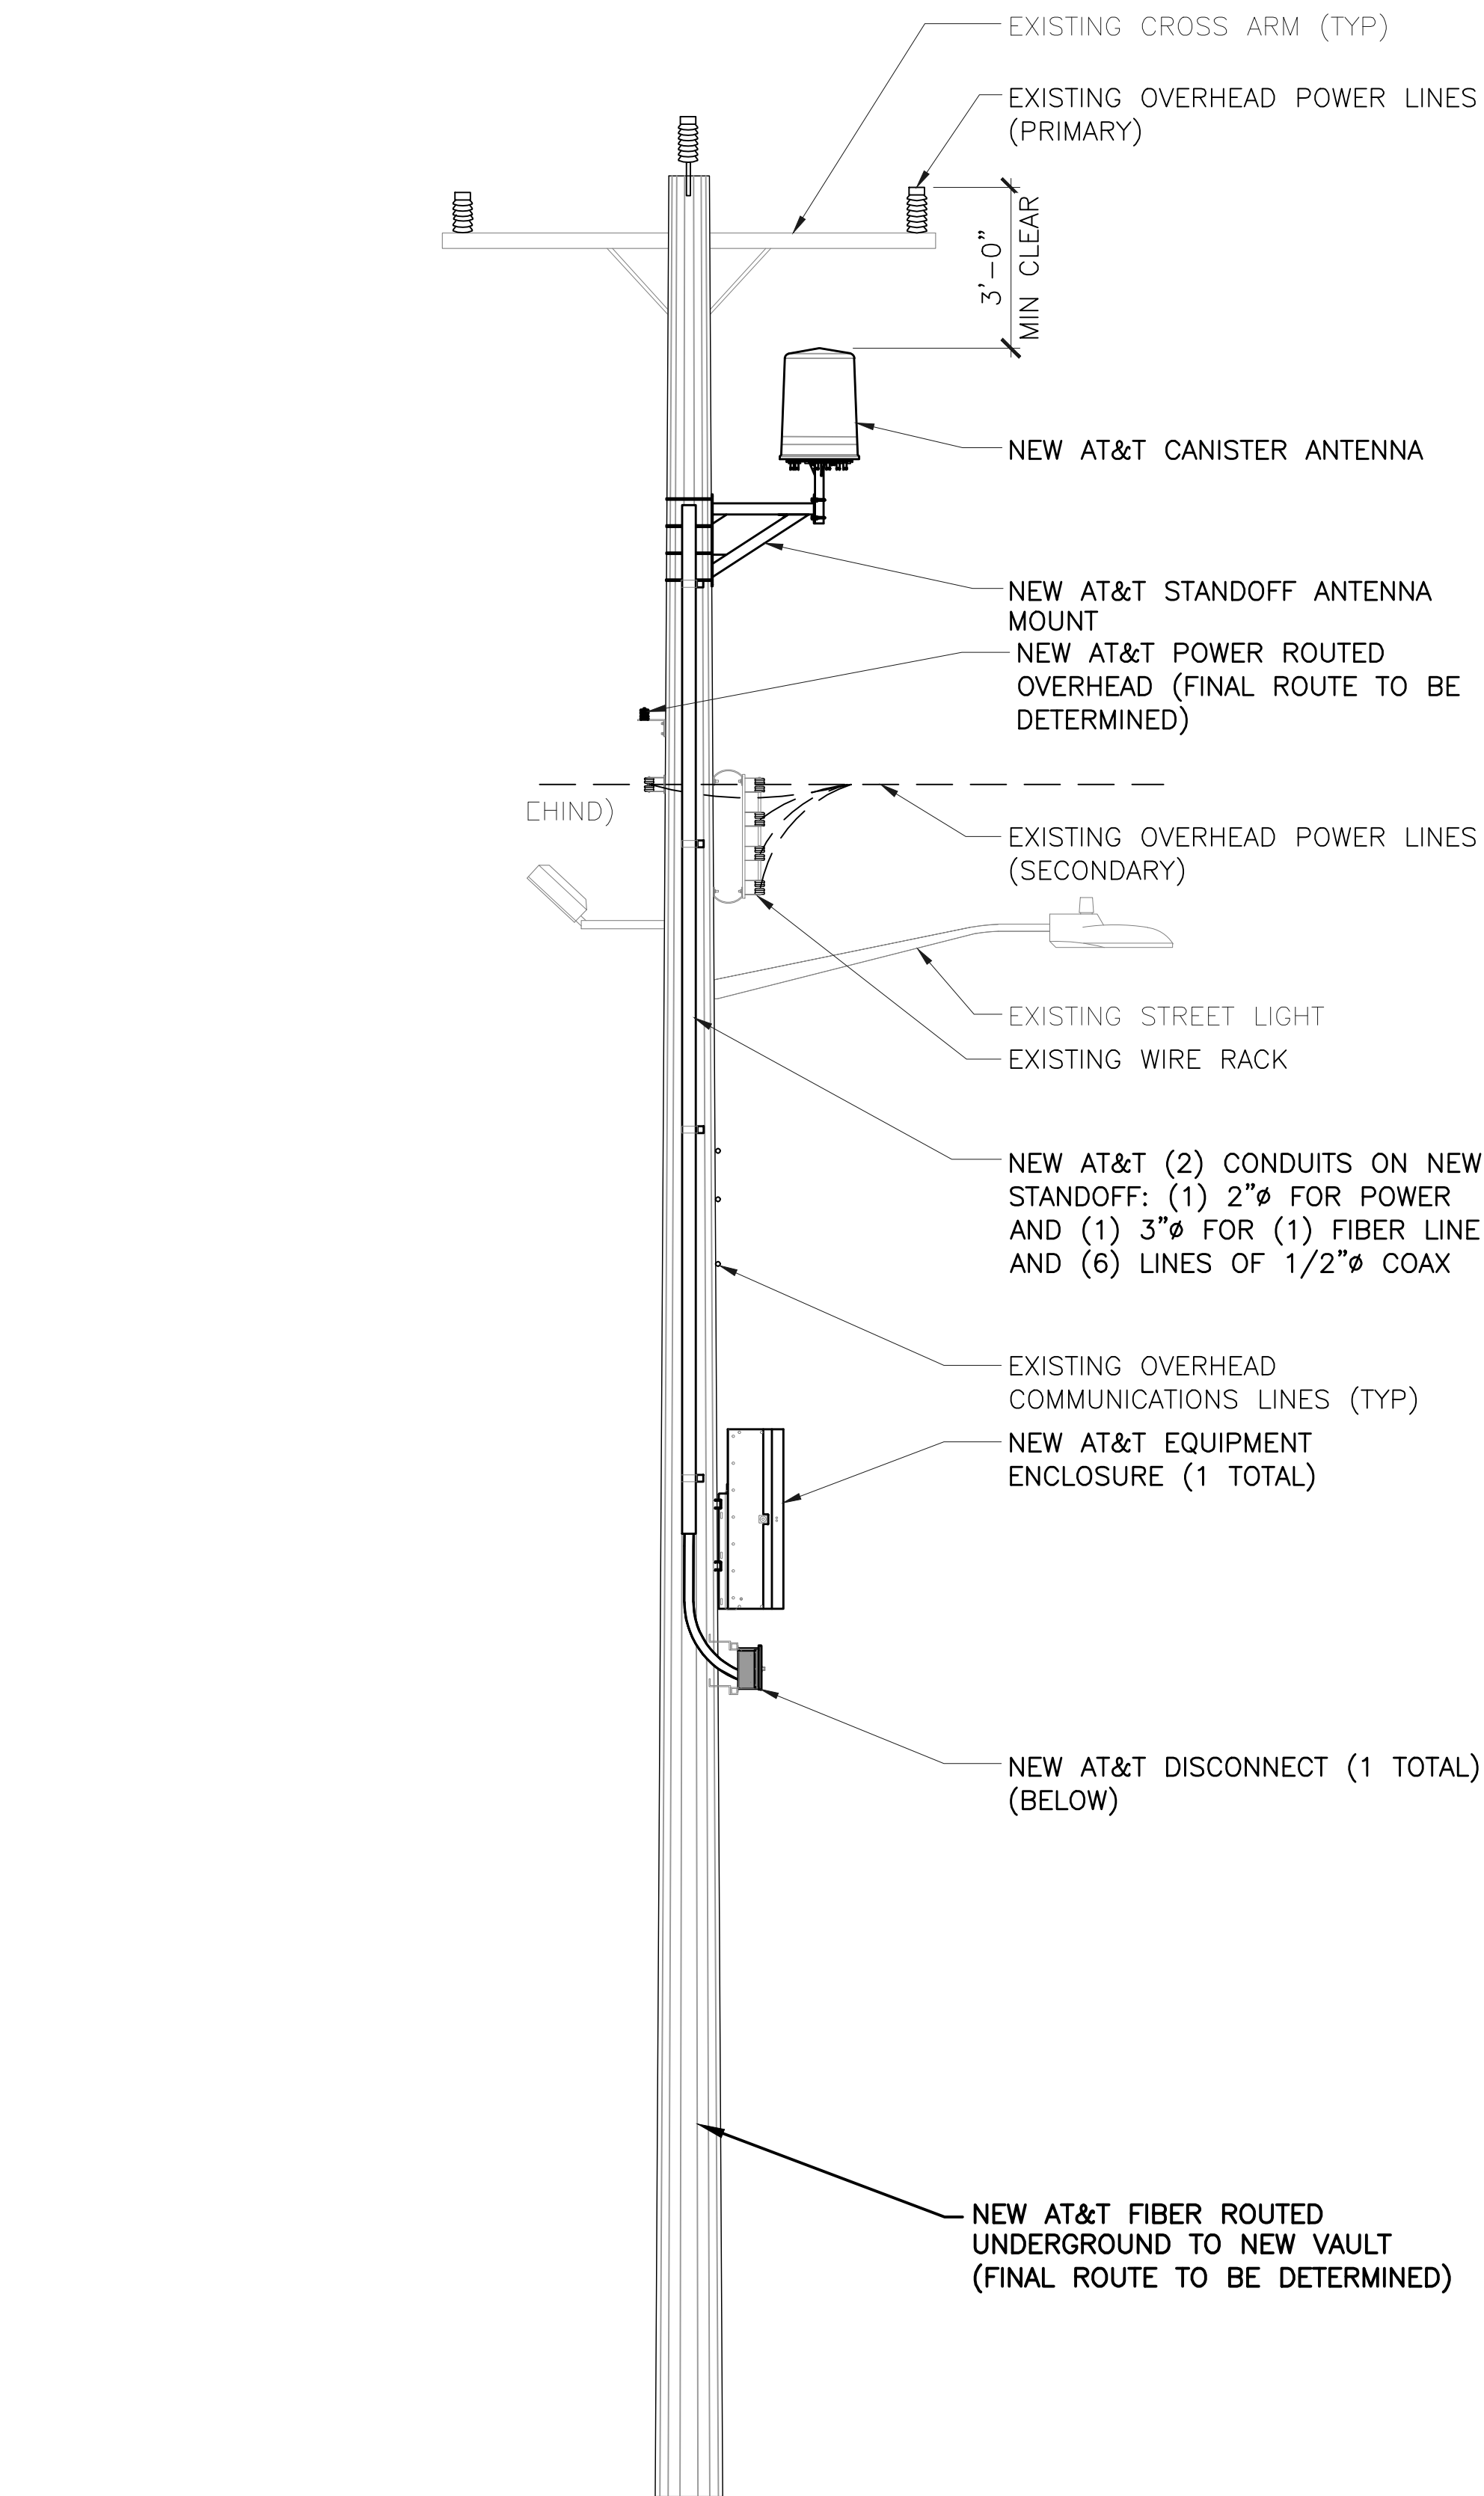 EXISTING CROSS ARM (TYP)
EXISTING OVERHEAD POWER LINES
(PRIMARY)
3'-0"
MIN CLEAR
NEW AT&T CANISTER ANTENNA
NEW AT&T STANDOFF ANTENNA
MOUNT
NEW AT&T POWER ROUTED
OVERHEAD (FINAL ROUTE TO BE
DETERMINED)
EHIND)
EXISTING OVERHEAD POWER LINES
(SECONDARY)
EXISTING STREET LIGHT
EXISTING WIRE RACK
NEW AT&T (2) CONDUITS ON NEW
STANDOFF: (1) 2"ø FOR POWER
AND (1) 3"ø FOR (1) FIBER LINE
AND (6) LINES OF 1/2"ø COAX
EXISTING OVERHEAD
COMMUNICATIONS LINES (TYP)
NEW AT&T EQUIPMENT
ENCLOSURE (1 TOTAL)
NEW AT&T DISCONNECT (1 TOTAL)
(BELOW)
NEW AT&T FIBER ROUTED
UNDERGROUND TO NEW VAULT
(FINAL ROUTE TO BE DETERMINED)